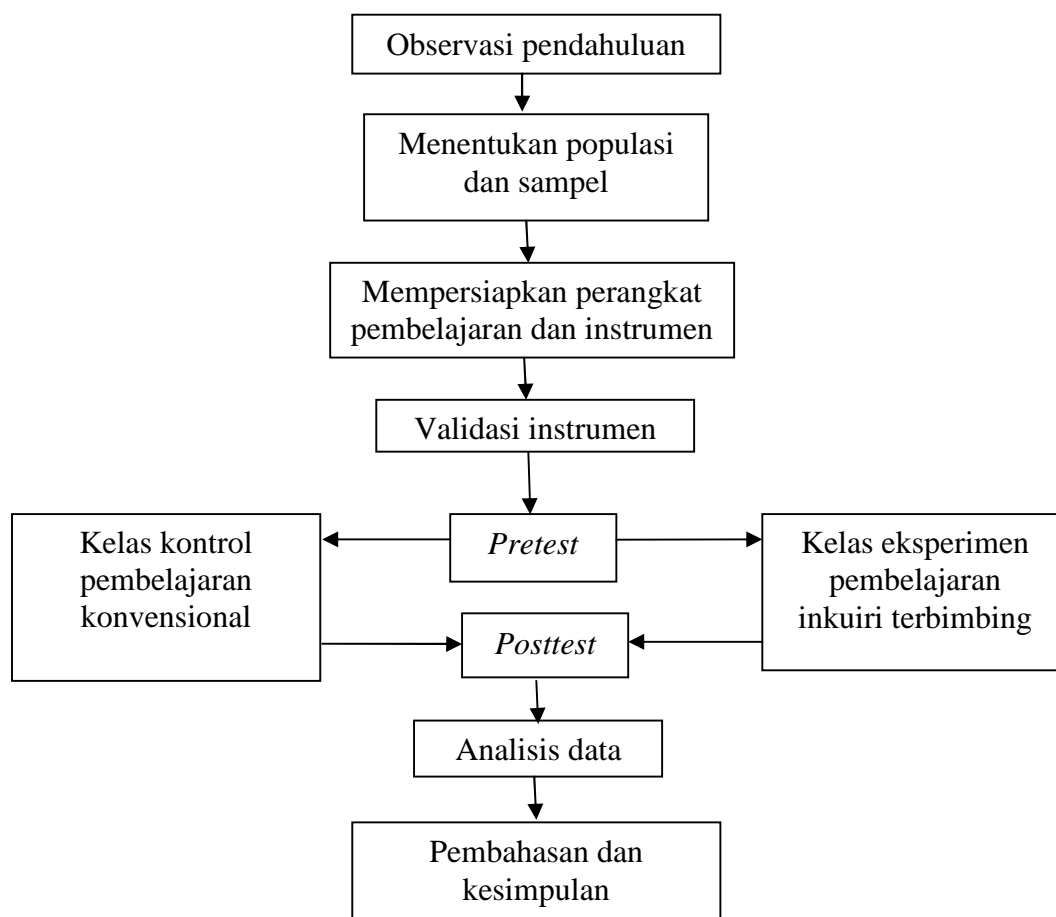 Observasi pendahuluan
Menentukan populasi
dan sampel
Mempersiapkan perangkat
pembelajaran dan instrumen
Validasi instrumen
Kelas kontrol
pembelajaran
konvensional
Pretest
Kelas eksperimen
pembelajaran
inkuiri terbimbing
Posttest
Analisis data
Pembahasan dan
kesimpulan